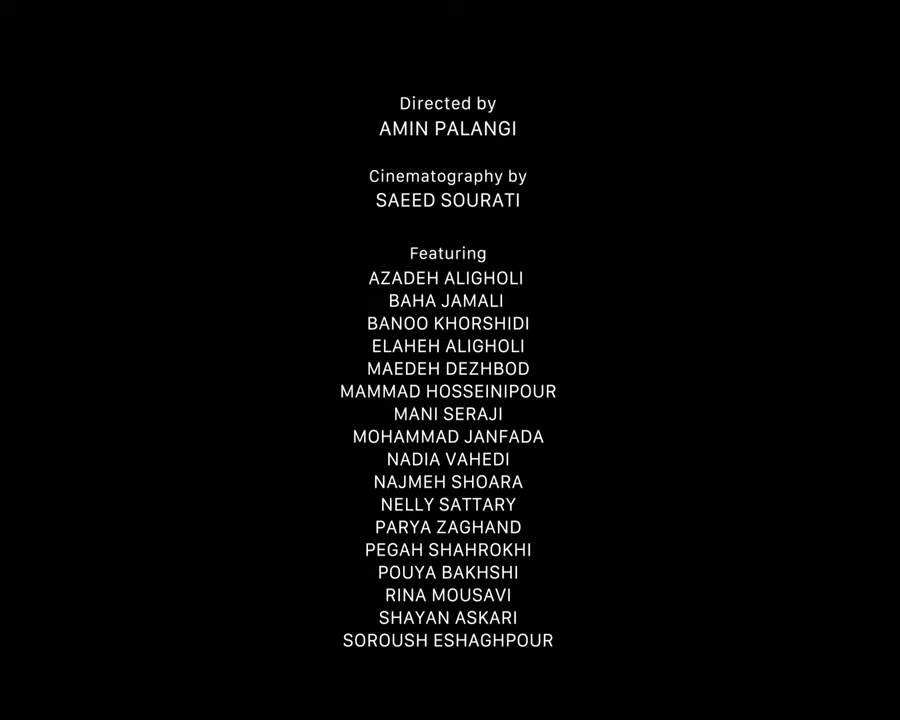 Directed by
AMIN PALANGI
Cinematography by
SAEED SOURATI
Featuring
AZADEH ALIGHOLI
BAHA JAMALI
BANOO KHORSHIDI
ELAHEH ALIGHOLI
MAEDEH DEZHBOD
MAMMAD HOSSEINIPOUR
MANI SERAJI
MOHAMMAD JANFADA
NADIA VAHEDI
NAJMEH SHOARA
NELLY SATTARY
PARYA ZAGHAND
PEGAH SHAHROKHI
POUYA BAKHSHI
RINA MOUSAVI
SHAYAN ASKARI
SOROUSH ESHAGHPOUR